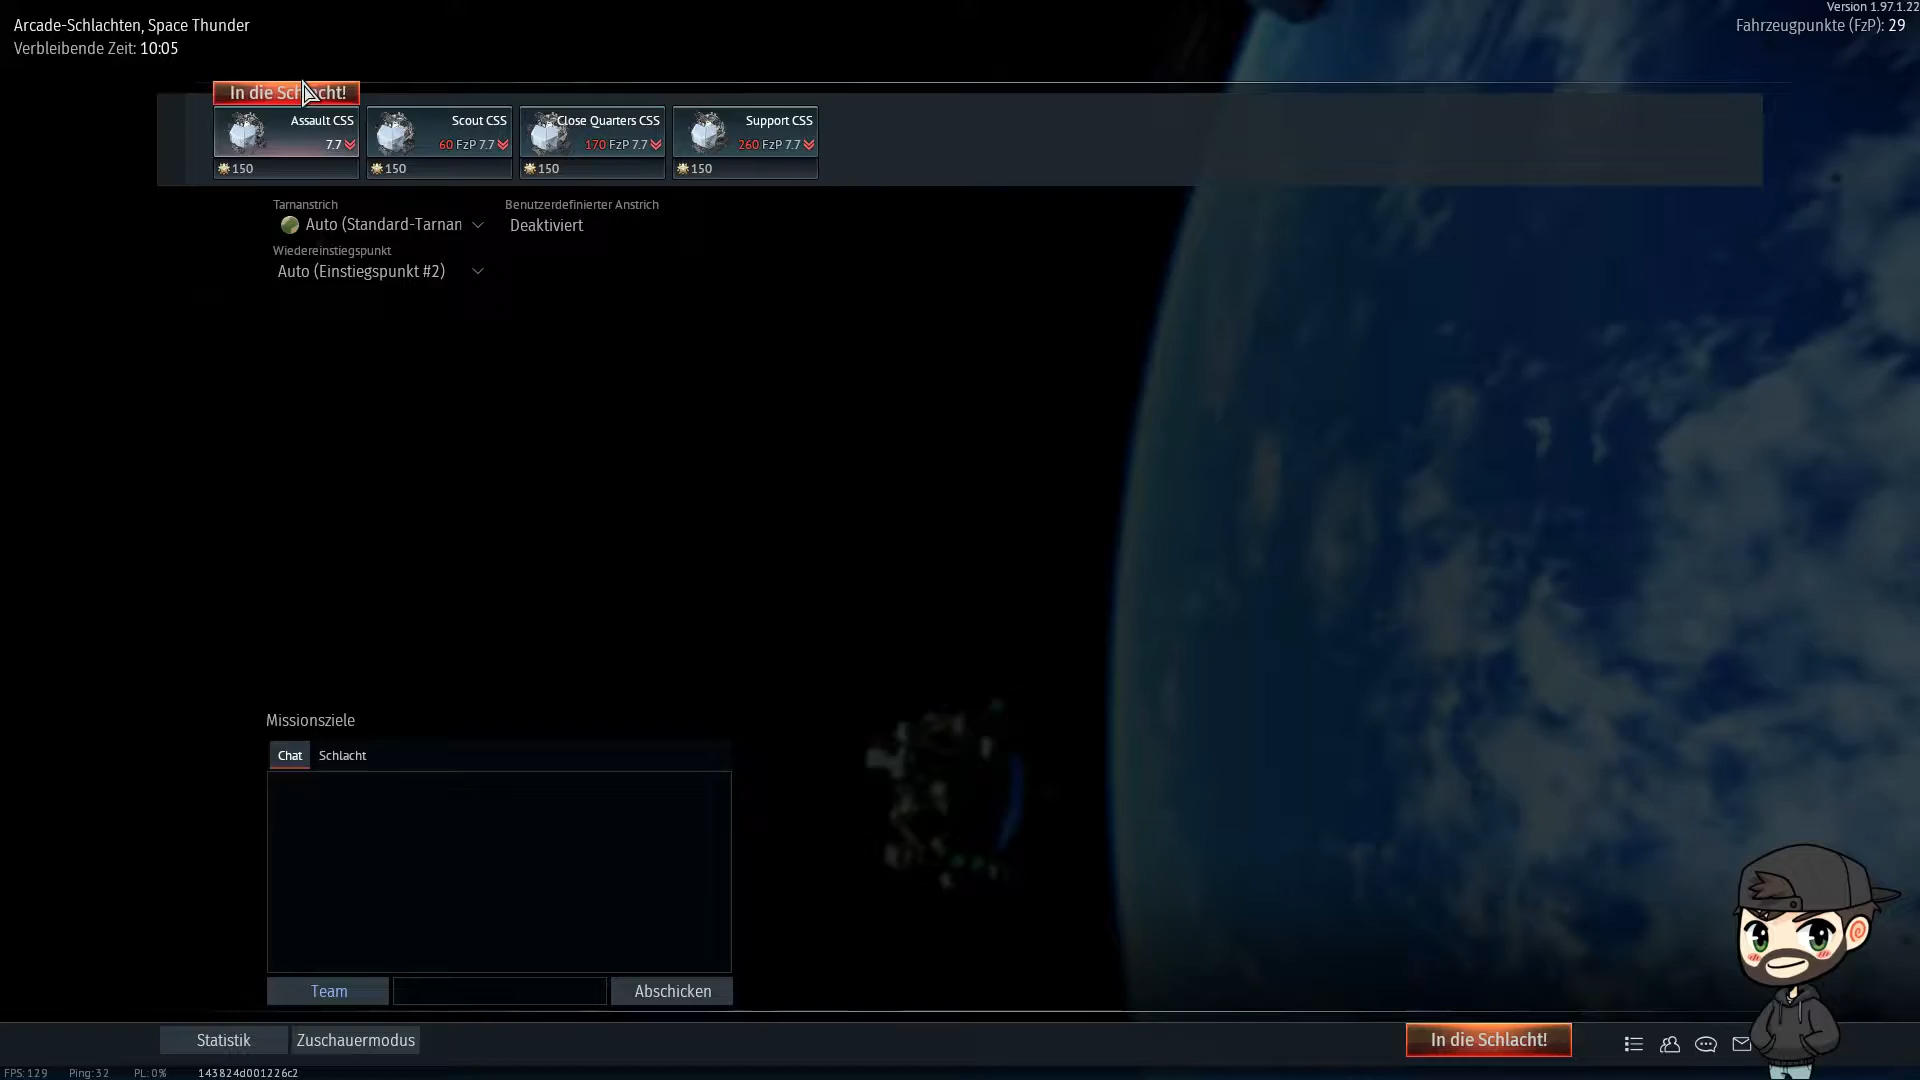 Version 1.97.1.22
Arcade-Schlachten, Space Thunder
Fahrzeugpunkte (FzP): 29
Verbleibende Zeit: 10:05
In die Schlacht!
Assault CSS
7.7
150
Scout CSS
60 FzP 7.7
150
Close Quarters CSS
170 FzP 7.7
150
Support CSS
260 FzP 7.7
150
Tarnanstrich
Auto (Standard-Tarnan
Benutzerdefinierter Anstrich
Deaktiviert
Wiedereinstiegspunkt
Auto (Einstiegspunkt #2)
Missionsziele
Chat Schlacht
Team
Abschicken
Statistik
Zuschauermodus
In die Schlacht!
FPS: 129 Ping: 32 PL: 0% 143824d001226c2